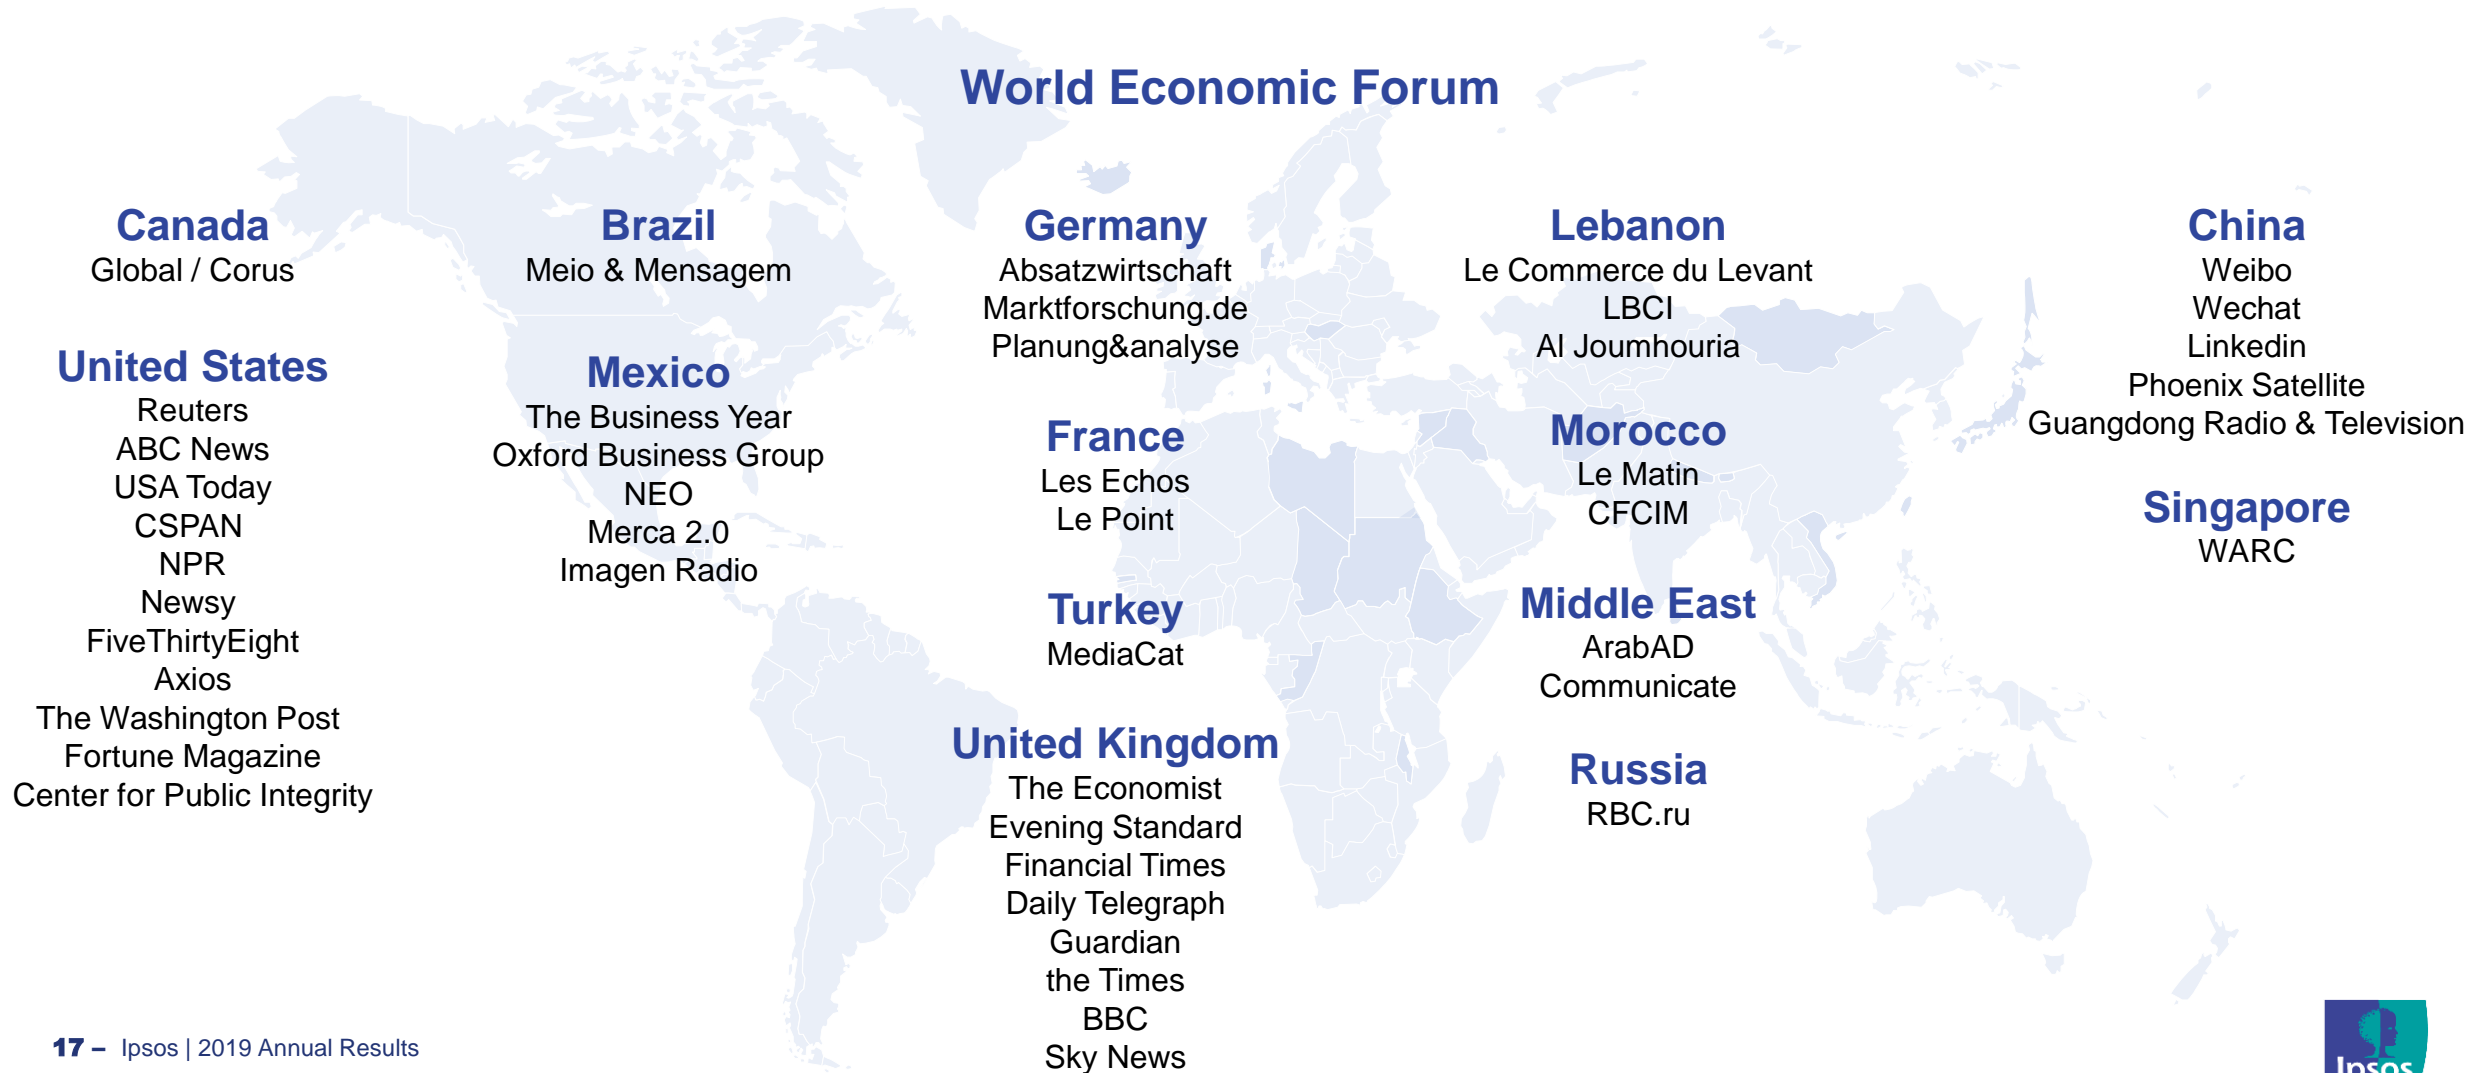 World Economic Forum
Canada
Global / Corus
United States
Reuters
ABC News
USA Today
CSPAN
NPR
Newsy
FiveThirtyEight
Axios
The Washington Post
Fortune Magazine
Center for Public Integrity
Brazil
Meio & Mensagem
Mexico
The Business Year
Oxford Business Group
NEO
Merca 2.0
Imagen Radio
Germany
Absatzwirtschaft
Marktforschung.de
Planung&analyse
France
Les Echos
Le Point
Turkey
MediaCat
United Kingdom
The Economist
Evening Standard
Financial Times
Daily Telegraph
Guardian
the Times
BBC
Sky News
Lebanon
Le Commerce du Levant
LBCI
Al Joumhouria
Morocco
Le Matin
CFCIM
Middle East
ArabAD
Communicate
Russia
RBC.ru
China
Weibo
Wechat
Linkedin
Phoenix Satellite
Guangdong Radio & Television
Singapore
WARC
17 – Ipsos | 2019 Annual Results
Ipsos